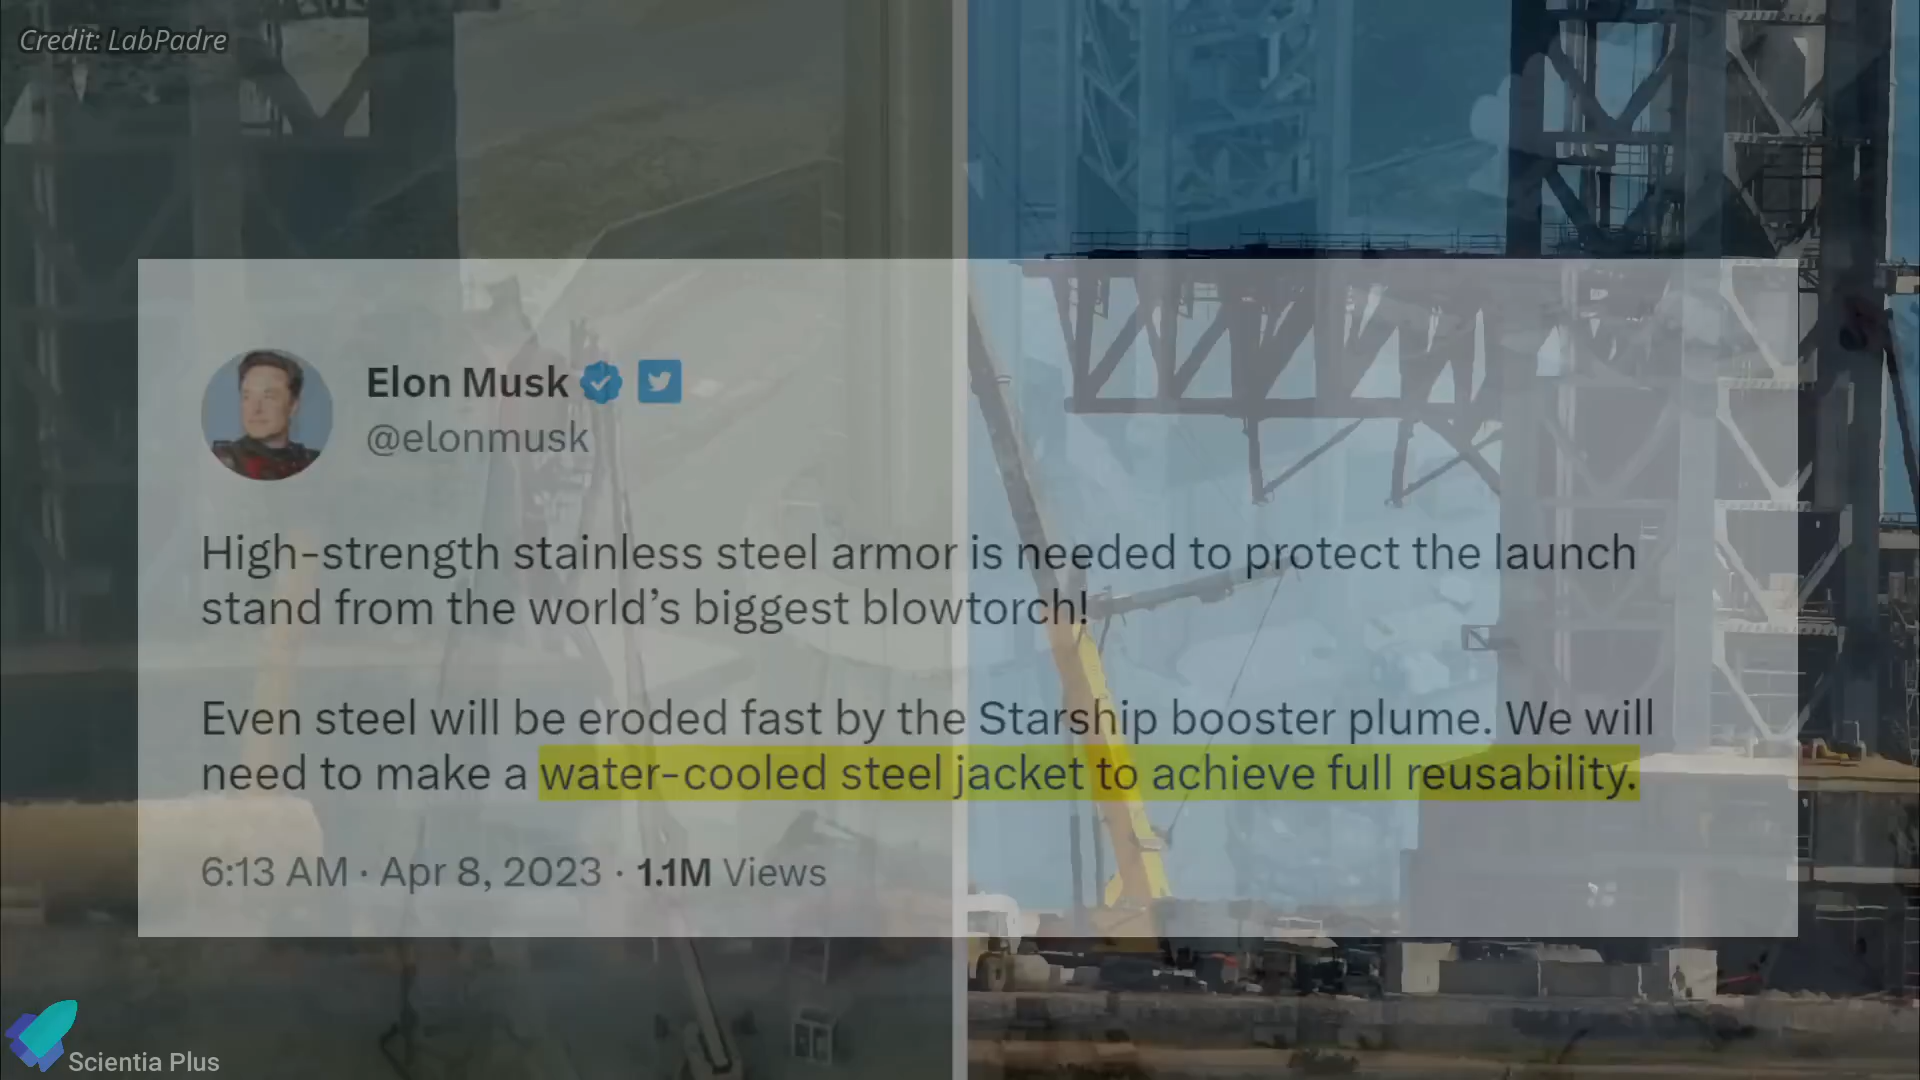 Credit: LabPadre
Elon Musk
@elonmusk
High-strength stainless steel armor is needed to protect the launch
stand from the world’s biggest blowtorch!
Even steel will be eroded fast by the Starship booster plume. We will
need to make a water-cooled steel jacket to achieve full reusability.
6:13 AM · Apr 8, 2023 · 1.1M Views
Scientia Plus